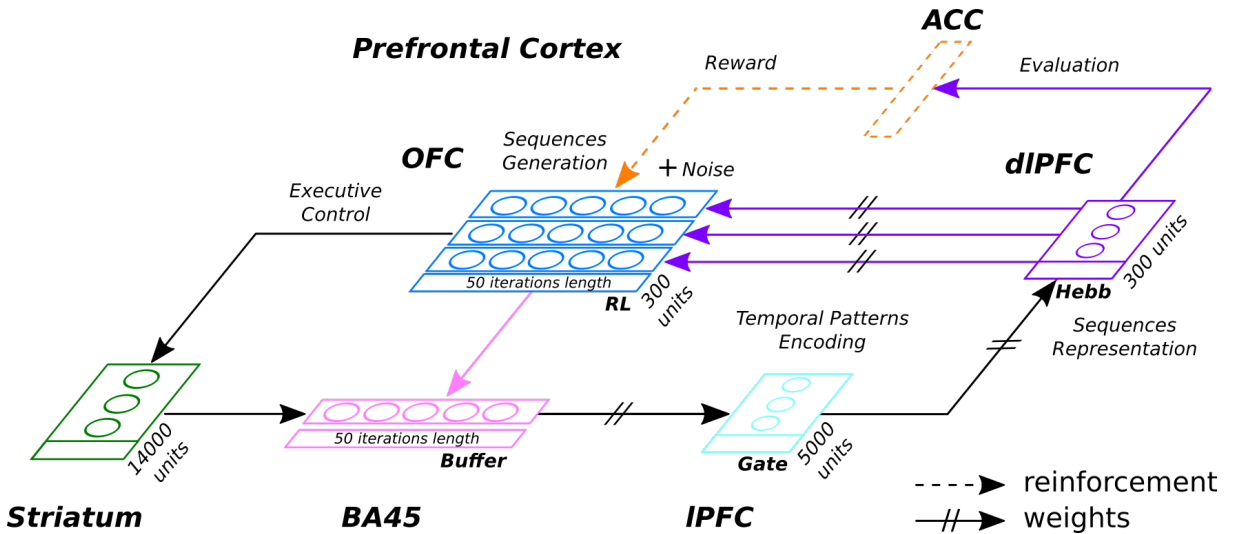 ACC
Prefrontal Cortex
Reward
Evaluation
Sequences
Generation
OFC
+ Noise
dlPFC
Executive
Control
50 iterations length
RL
300
units
Hebb
300 units
Temporal Patterns
Encoding
Sequences
Representation
14000
units
50 iterations length
Buffer
Gate
5000
units
reinforcement
weights
Striatum
BA45
lPFC